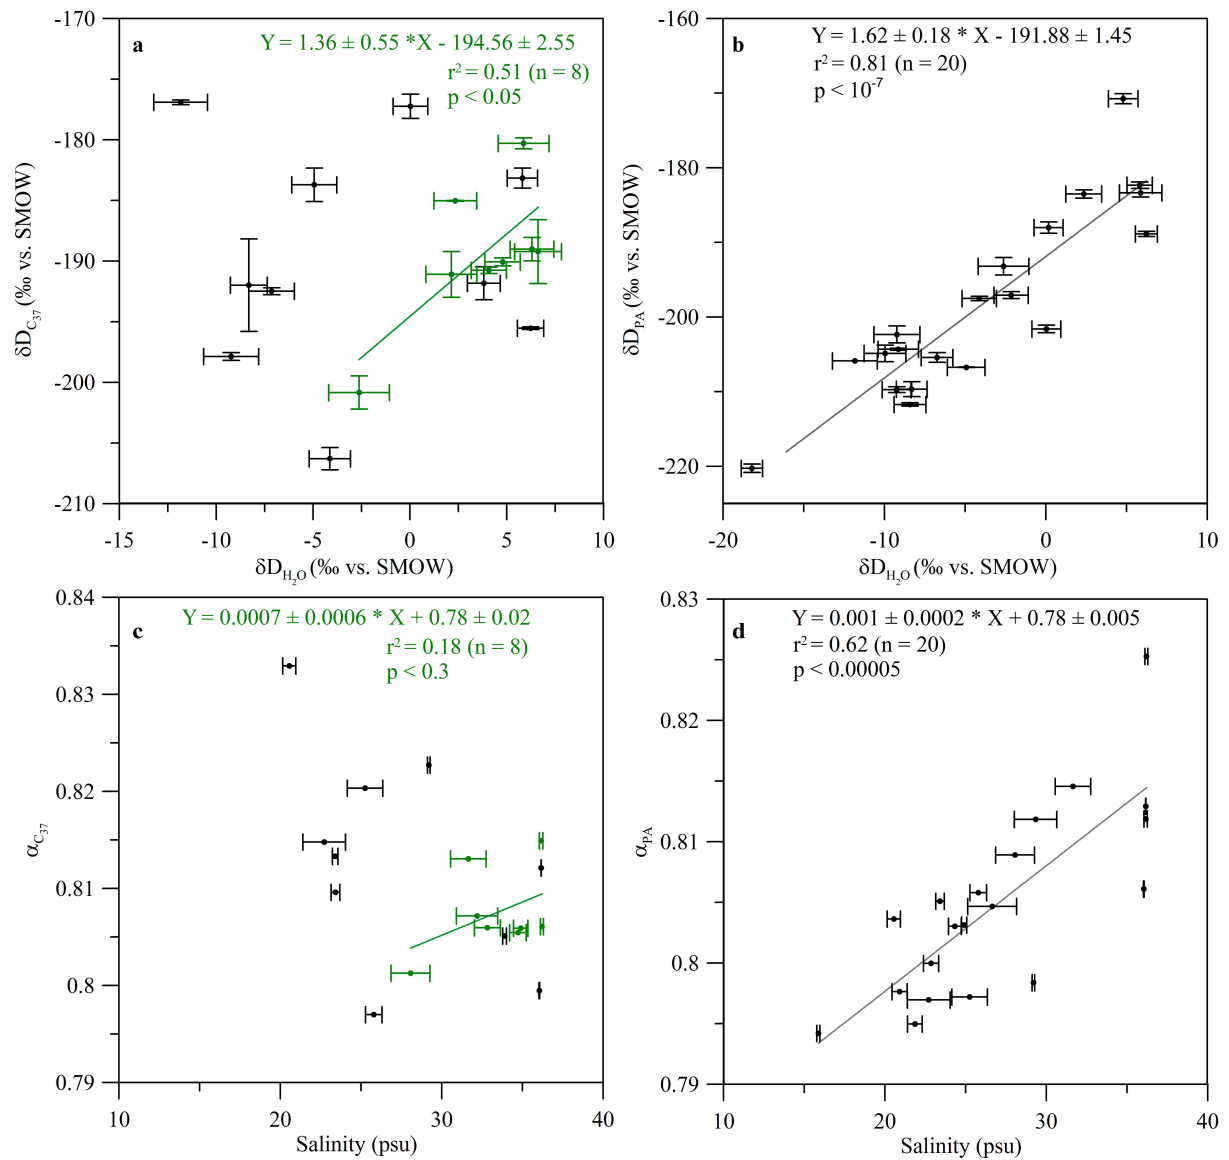 a
Y = 1.36 ± 0.55 *X - 194.56 ± 2.55
r² = 0.51 (n = 8)
p < 0.05
-170
-180
-190
-200
-210
δD_C37 (‰ vs. SMOW)
-15 -10 -5 0 5 10
δD_H₂O (‰ vs. SMOW)
b
Y = 1.62 ± 0.18 * X - 191.88 ± 1.45
r² = 0.81 (n = 20)
p < 10⁻⁷
-160
-180
-200
-220
δD_PA (‰ vs. SMOW)
-20 -10 0 10
δD_H₂O (‰ vs. SMOW)
c
Y = 0.0007 ± 0.0006 * X + 0.78 ± 0.02
r² = 0.18 (n = 8)
p < 0.3
0.84
0.83
0.82
0.81
0.8
0.79
α_C37
10 20 30 40
Salinity (psu)
d
Y = 0.001 ± 0.0002 * X + 0.78 ± 0.005
r² = 0.62 (n = 20)
p < 0.00005
0.83
0.82
0.81
0.8
0.79
α_PA
10 20 30 40
Salinity (psu)